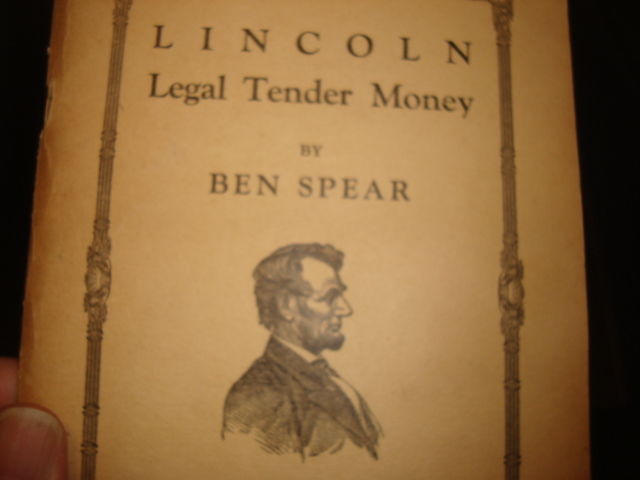 LINCOLN
Legal Tender Money
BY
BEN SPEAR